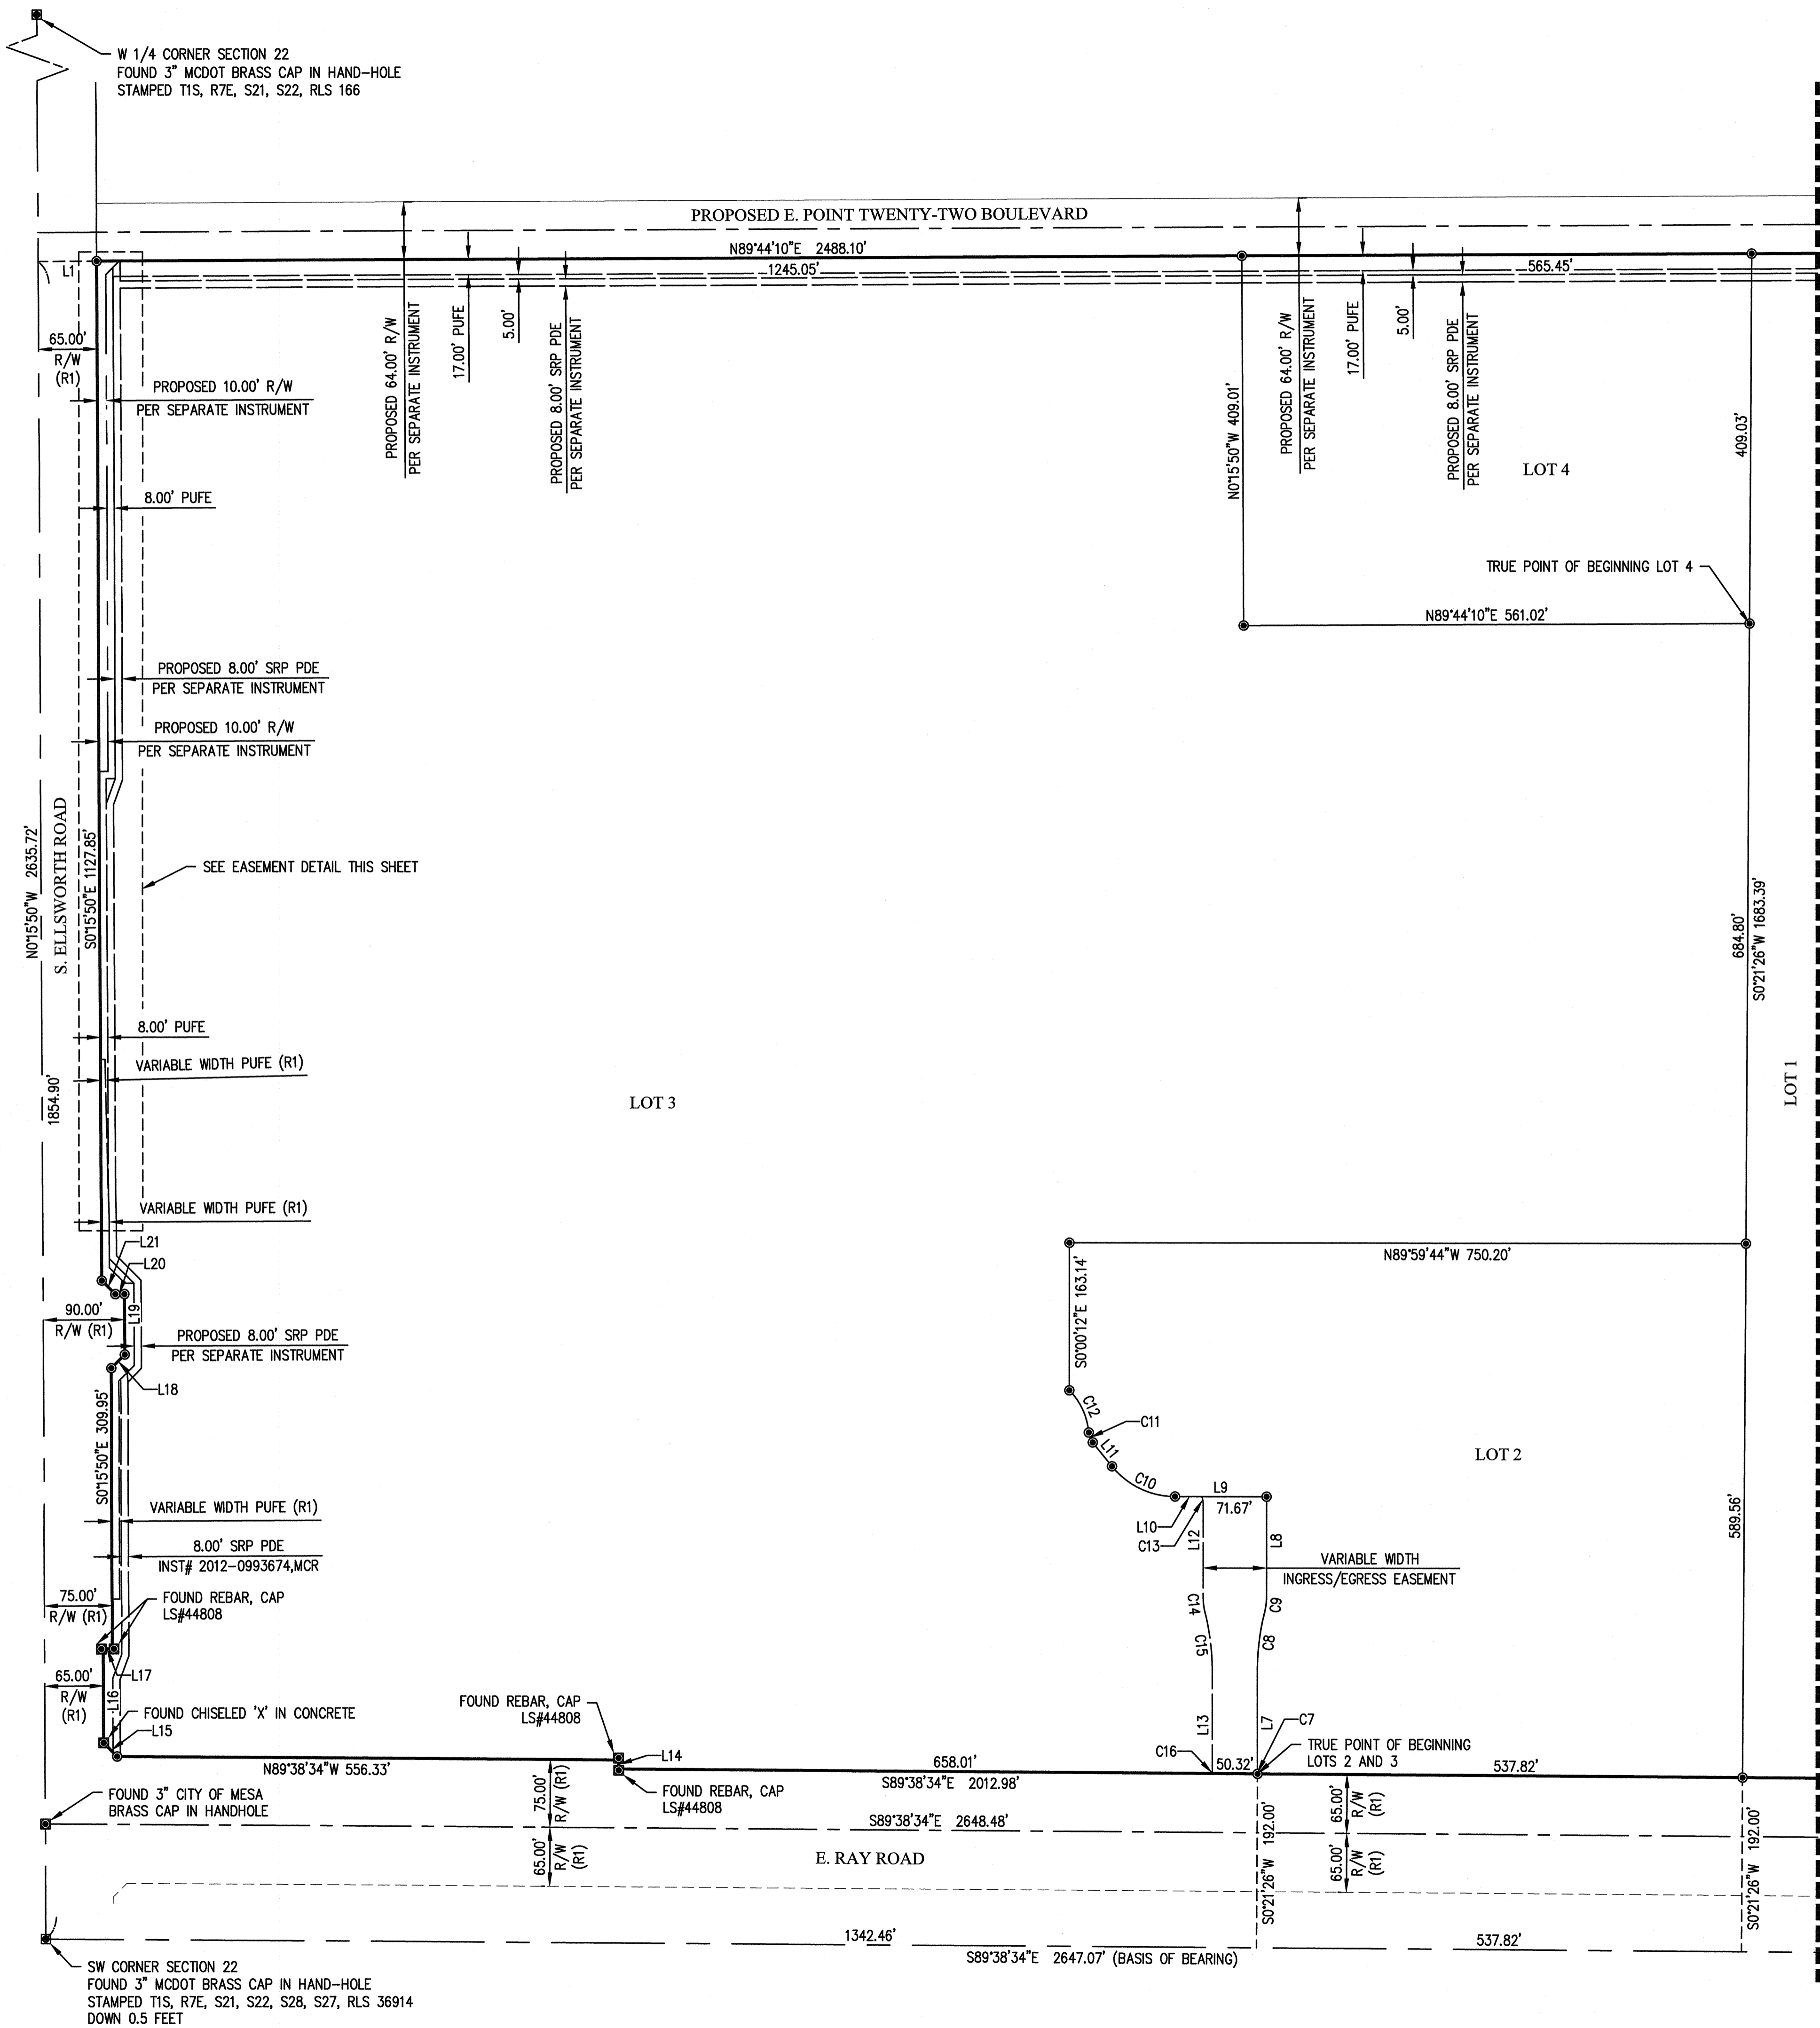 W 1/4 CORNER SECTION 22
FOUND 3" MCDOT BRASS CAP IN HAND-HOLE
STAMPED T1S, R7E, S21, S22, RLS 166
PROPOSED E. POINT TWENTY-TWO BOULEVARD
N89°44'10"E 2488.10'
1245.05'
565.45'
L1
65.00'
R/W
(R1)
PROPOSED 10.00' R/W
PER SEPARATE INSTRUMENT
PROPOSED 64.00' R/W
PER SEPARATE INSTRUMENT
17.00' PUFE
5.00'
PROPOSED 8.00' SRP PDE
PER SEPARATE INSTRUMENT
N0°15'50"W 409.01'
PROPOSED 64.00' R/W
PER SEPARATE INSTRUMENT
17.00' PUFE
5.00'
PROPOSED 8.00' SRP PDE
PER SEPARATE INSTRUMENT
LOT 4
409.03'
8.00' PUFE
TRUE POINT OF BEGINNING LOT 4
N89°44'10"E 561.02'
PROPOSED 8.00' SRP PDE
PER SEPARATE INSTRUMENT
PROPOSED 10.00' R/W
PER SEPARATE INSTRUMENT
N0°15'50"W 2635.72'
S. ELLSWORTH ROAD
S0°15'50"E 1127.85'
SEE EASEMENT DETAIL THIS SHEET
684.80'
S0°21'26"W 1683.39'
8.00' PUFE
VARIABLE WIDTH PUFE (R1)
1854.90'
LOT 3
LOT 1
VARIABLE WIDTH PUFE (R1)
L21
L20
N89°59'44"W 750.20'
90.00'
R/W (R1)
L19
S0°00'12"E 163.14'
PROPOSED 8.00' SRP PDE
PER SEPARATE INSTRUMENT
L18
S0°15'50"E 309.95'
C12
C11
L11
LOT 2
C10
L9
71.67'
L10
C13
L12
L8
589.56'
VARIABLE WIDTH PUFE (R1)
8.00' SRP PDE
INST# 2012-0993674,MCR
VARIABLE WIDTH
INGRESS/EGRESS EASEMENT
75.00'
R/W (R1)
FOUND REBAR, CAP
LS#44808
C14
C9
C15
C8
L17
65.00'
R/W
(R1)
L16
FOUND CHISELED 'X' IN CONCRETE
L15
FOUND REBAR, CAP
LS#44808
L13
L7
C7
L14
658.01'
C16
50.32'
TRUE POINT OF BEGINNING
LOTS 2 AND 3
537.82'
N89°38'34"W 556.33'
S89°38'34"E 2012.98'
FOUND REBAR, CAP
LS#44808
FOUND 3" CITY OF MESA
BRASS CAP IN HANDHOLE
75.00'
R/W (R1)
S89°38'34"E 2648.48'
65.00'
R/W
(R1)
65.00'
R/W
(R1)
E. RAY ROAD
65.00'
R/W
(R1)
S0°21'26"W 192.00'
S0°21'26"W 192.00'
1342.46'
537.82'
S89°38'34"E 2647.07' (BASIS OF BEARING)
SW CORNER SECTION 22
FOUND 3" MCDOT BRASS CAP IN HAND-HOLE
STAMPED T1S, R7E, S21, S22, S28, S27, RLS 36914
DOWN 0.5 FEET